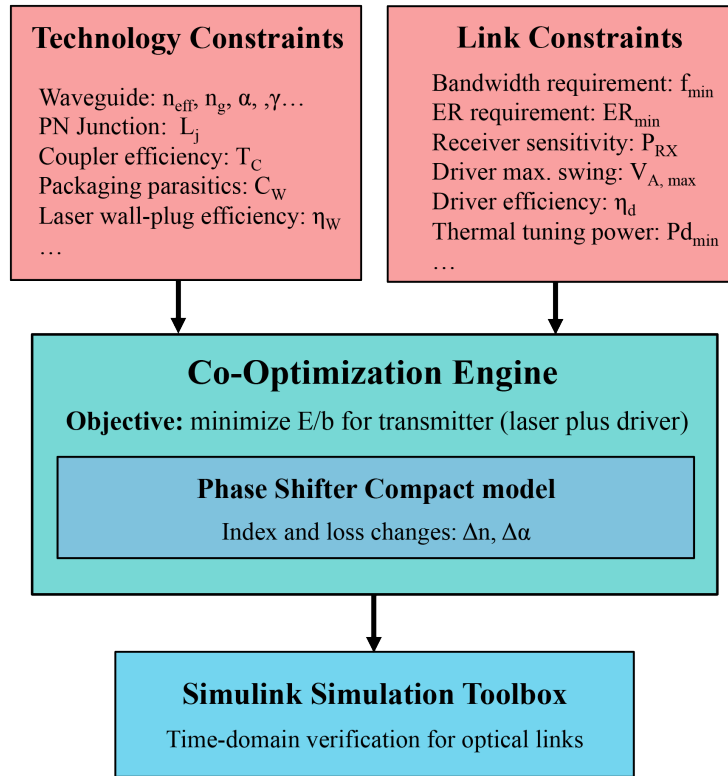 Technology Constraints
Waveguide: n_eff, n_g, α, ,γ…
PN Junction:  L_j
Coupler efficiency: T_C
Packaging parasitics: C_W
Laser wall-plug efficiency: η_W
…
Link Constraints
Bandwidth requirement: f_min
ER requirement: ER_min
Receiver sensitivity: P_RX
Driver max. swing: V_A, max
Driver efficiency: η_d
Thermal tuning power: Pd_min
…
Co-Optimization Engine
Objective: minimize E/b for transmitter (laser plus driver)
Phase Shifter Compact model
Index and loss changes: Δn, Δα
Simulink Simulation Toolbox
Time-domain verification for optical links